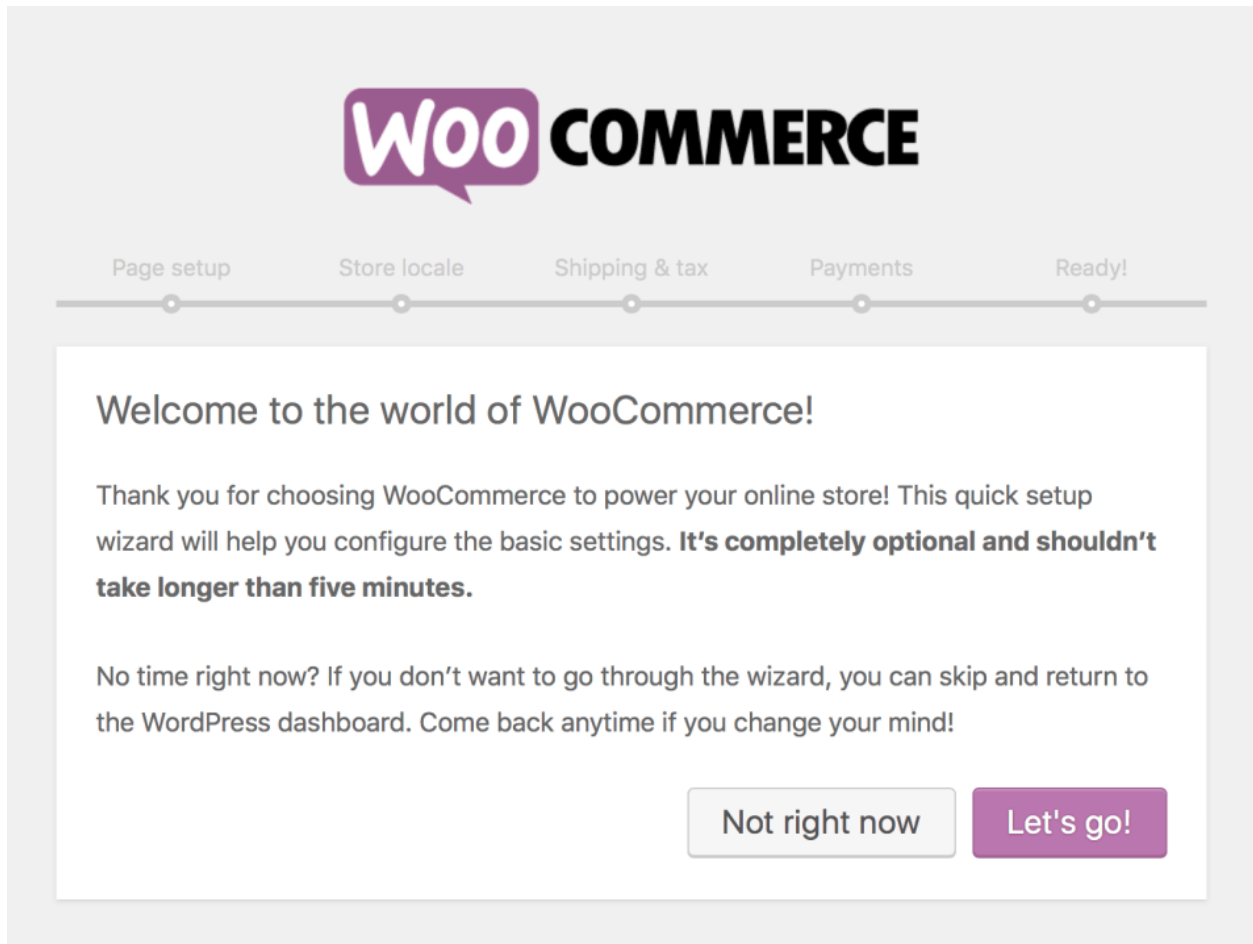 Woo COMMERCE
Page setup Store locale Shipping & tax Payments Ready!
Welcome to the world of WooCommerce!
Thank you for choosing WooCommerce to power your online store! This quick setup
wizard will help you configure the basic settings. It’s completely optional and shouldn’t
take longer than five minutes.
No time right now? If you don’t want to go through the wizard, you can skip and return to
the WordPress dashboard. Come back anytime if you change your mind!
Not right now Let's go!